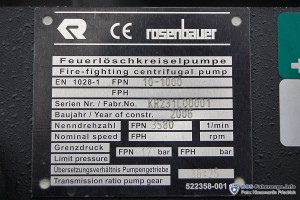 R CE rosenbauer
Feuerlöschkreiselpumpe
Fire-fighting centrifugal pump
EN 1028-1 FPN 10-1000
FPH
Serien Nr./Fabr.No.
Baujahr / Year of constr. 2006
Nenndrehzahl FPN 3580 1/min
Nominal speed FPH rpm
Grenzdruck FPN bar
Limit pressure FPH bar
Übersetzungsverhältnis Pumpengetriebe
Transmission ratio pump gear 522358-001